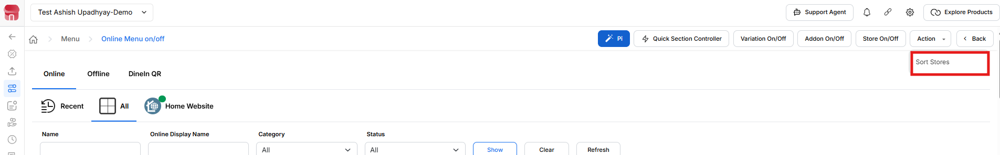 Test Ashish Upadhyay-Demo
Support Agent
Explore Products
Menu
Online Menu on/off
Pi
Quick Section Controller
Variation On/Off
Addon On/Off
Store On/Off
Action
Back
Sort Stores
Online
Offline
DineIn QR
Recent
All
Home Website
Name
Online Display Name
Category
Status
All
All
Show
Clear
Refresh